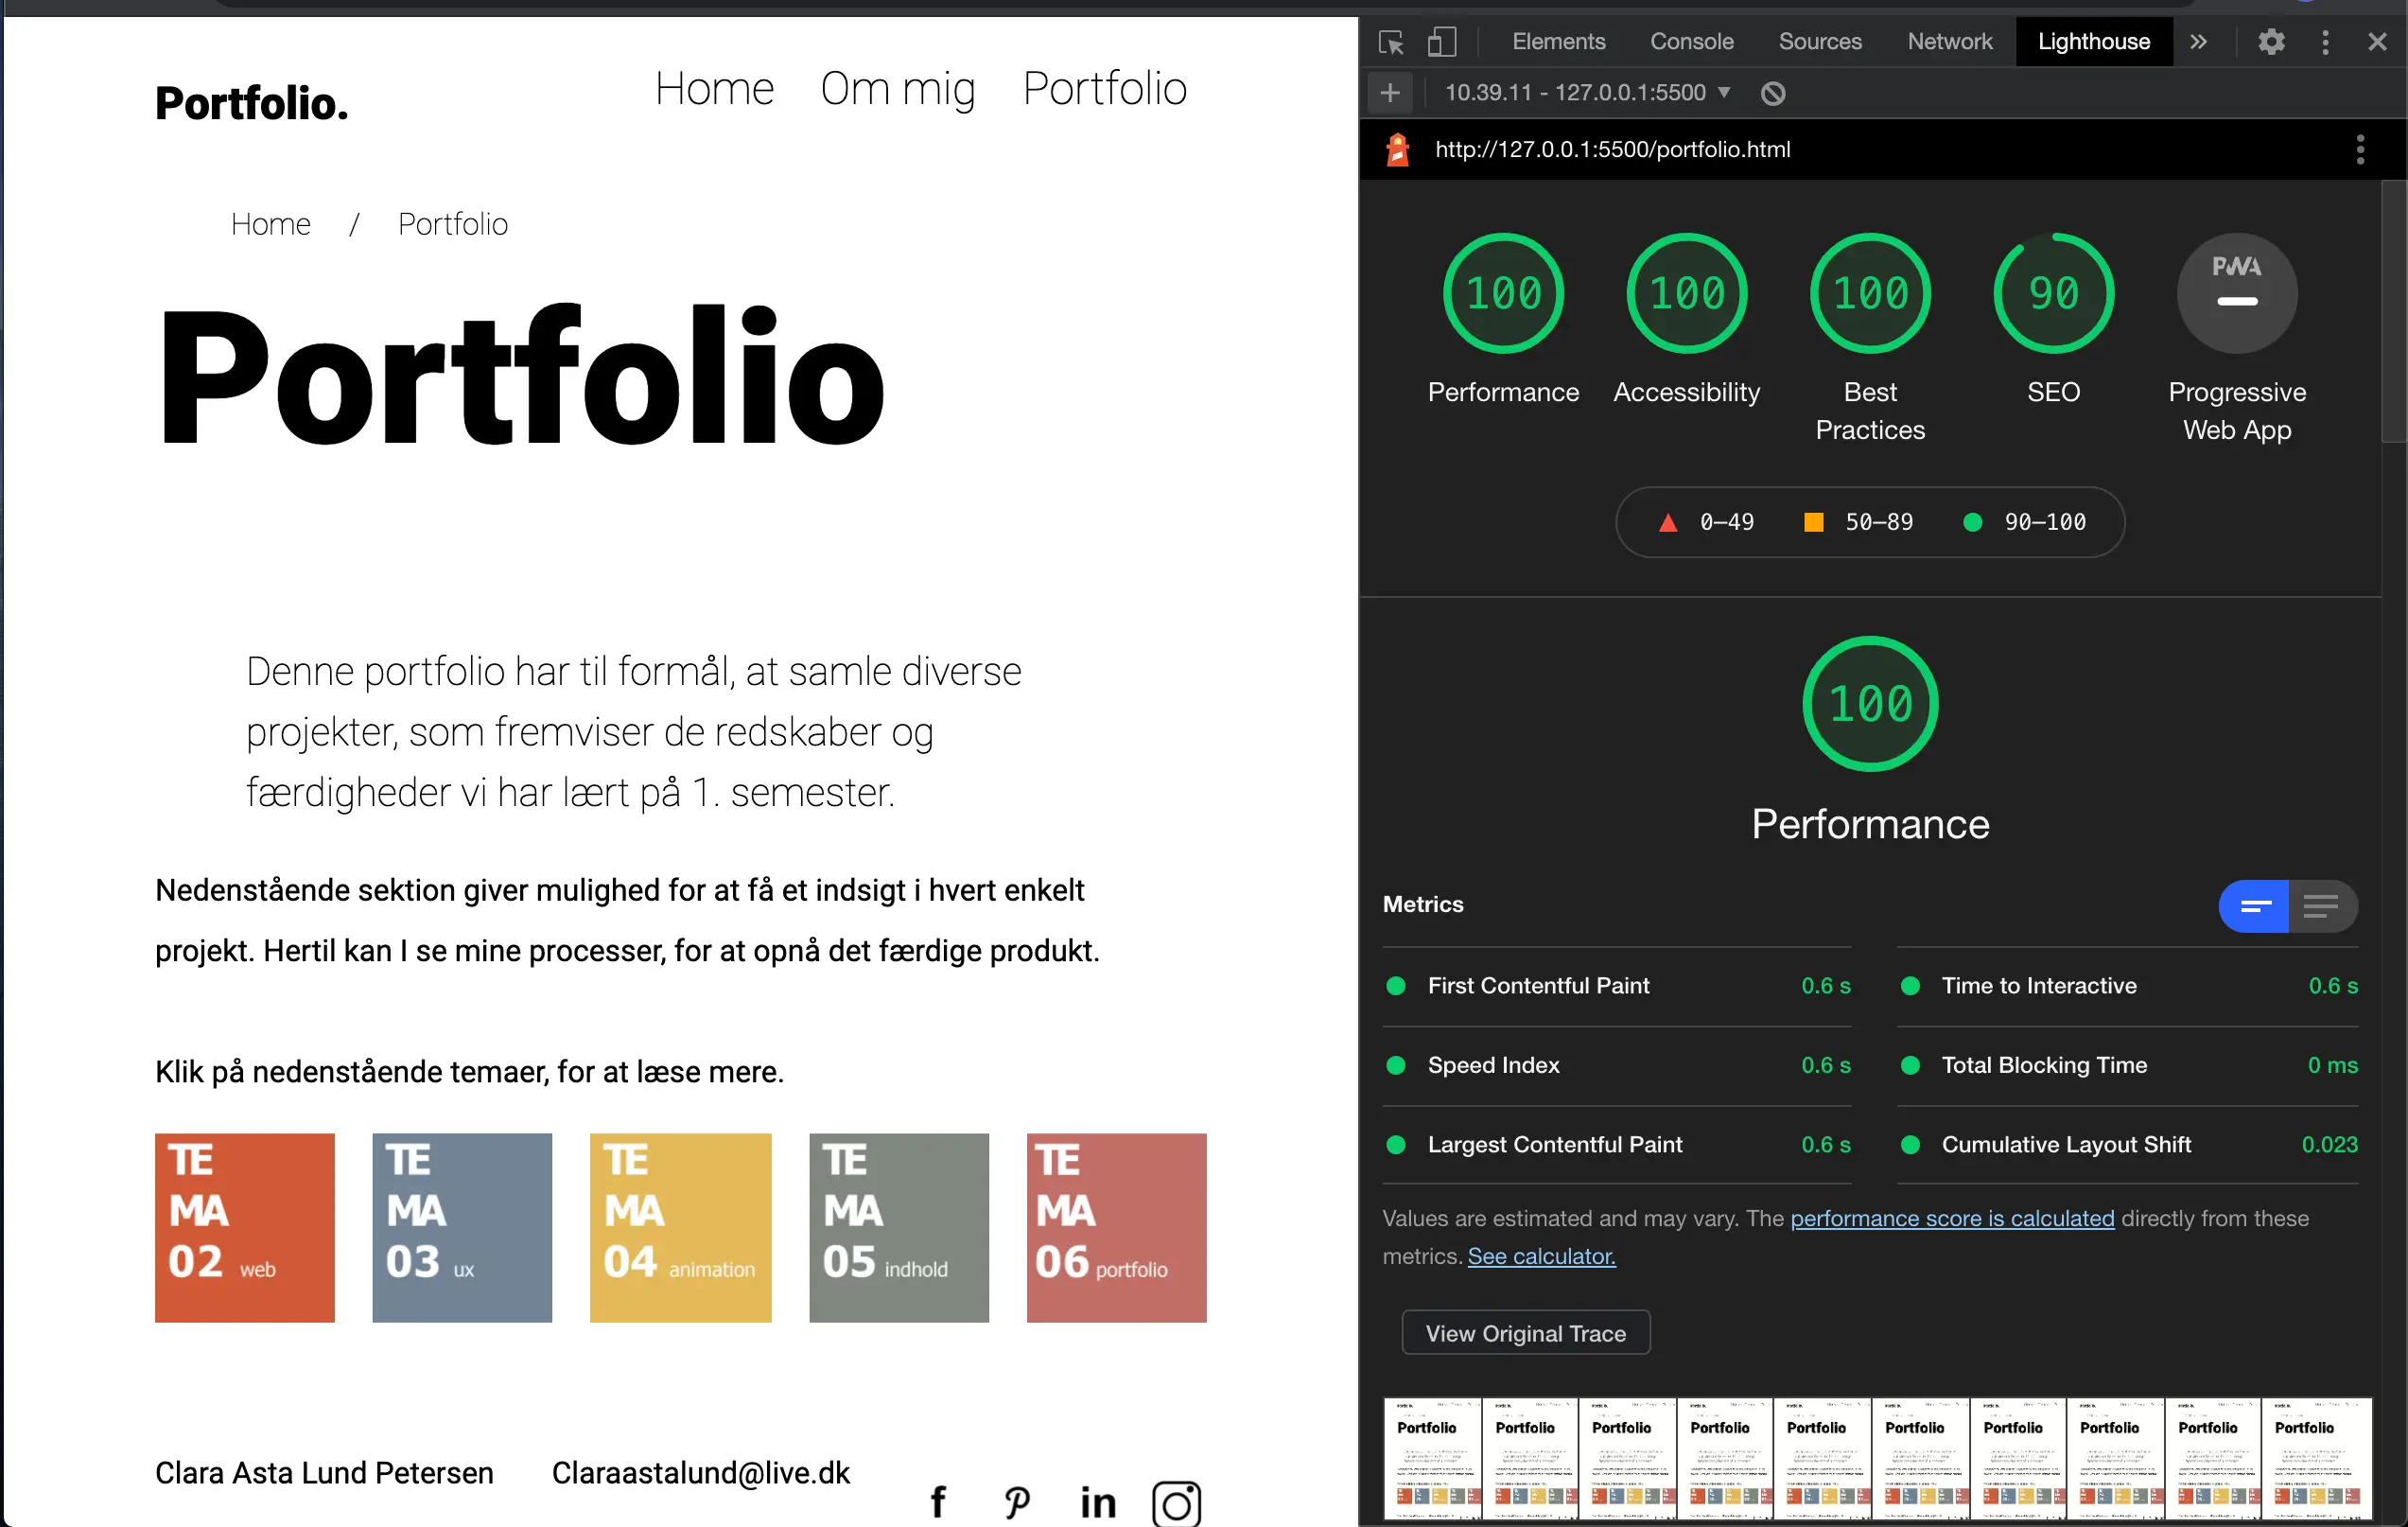 Portfolio.
Home Om mig Portfolio
Home / Portfolio
Portfolio
Denne portfolio har til formål, at samle diverse
projekter, som fremviser de redskaber og
færdigheder vi har lært på 1. semester.
Nedenstående sektion giver mulighed for at få et indsigt i hvert enkelt
projekt. Hertil kan I se mine processer, for at opnå det færdige produkt.
Klik på nedenstående temaer, for at læse mere.
TE
MA
02 web
TE
MA
03 ux
TE
MA
04 animation
TE
MA
05 indhold
TE
MA
06 portfolio
Clara Asta Lund Petersen Claraastalund@live.dk
f in
Elements Console Sources Network Lighthouse
10.39.11 - 127.0.0.1:5500
http://127.0.0.1:5500/portfolio.html
100 100 100 90 PWA
Performance Accessibility Best Practices SEO Progressive Web App
0–49 50–89 90–100
100
Performance
Metrics
First Contentful Paint 0.6 s
Time to Interactive 0.6 s
Speed Index 0.6 s
Total Blocking Time 0 ms
Largest Contentful Paint 0.6 s
Cumulative Layout Shift 0.023
Values are estimated and may vary. The performance score is calculated directly from these
metrics. See calculator.
View Original Trace
Portfolio Portfolio Portfolio Portfolio Portfolio Portfolio Portfolio Portfolio Portfolio Portfolio